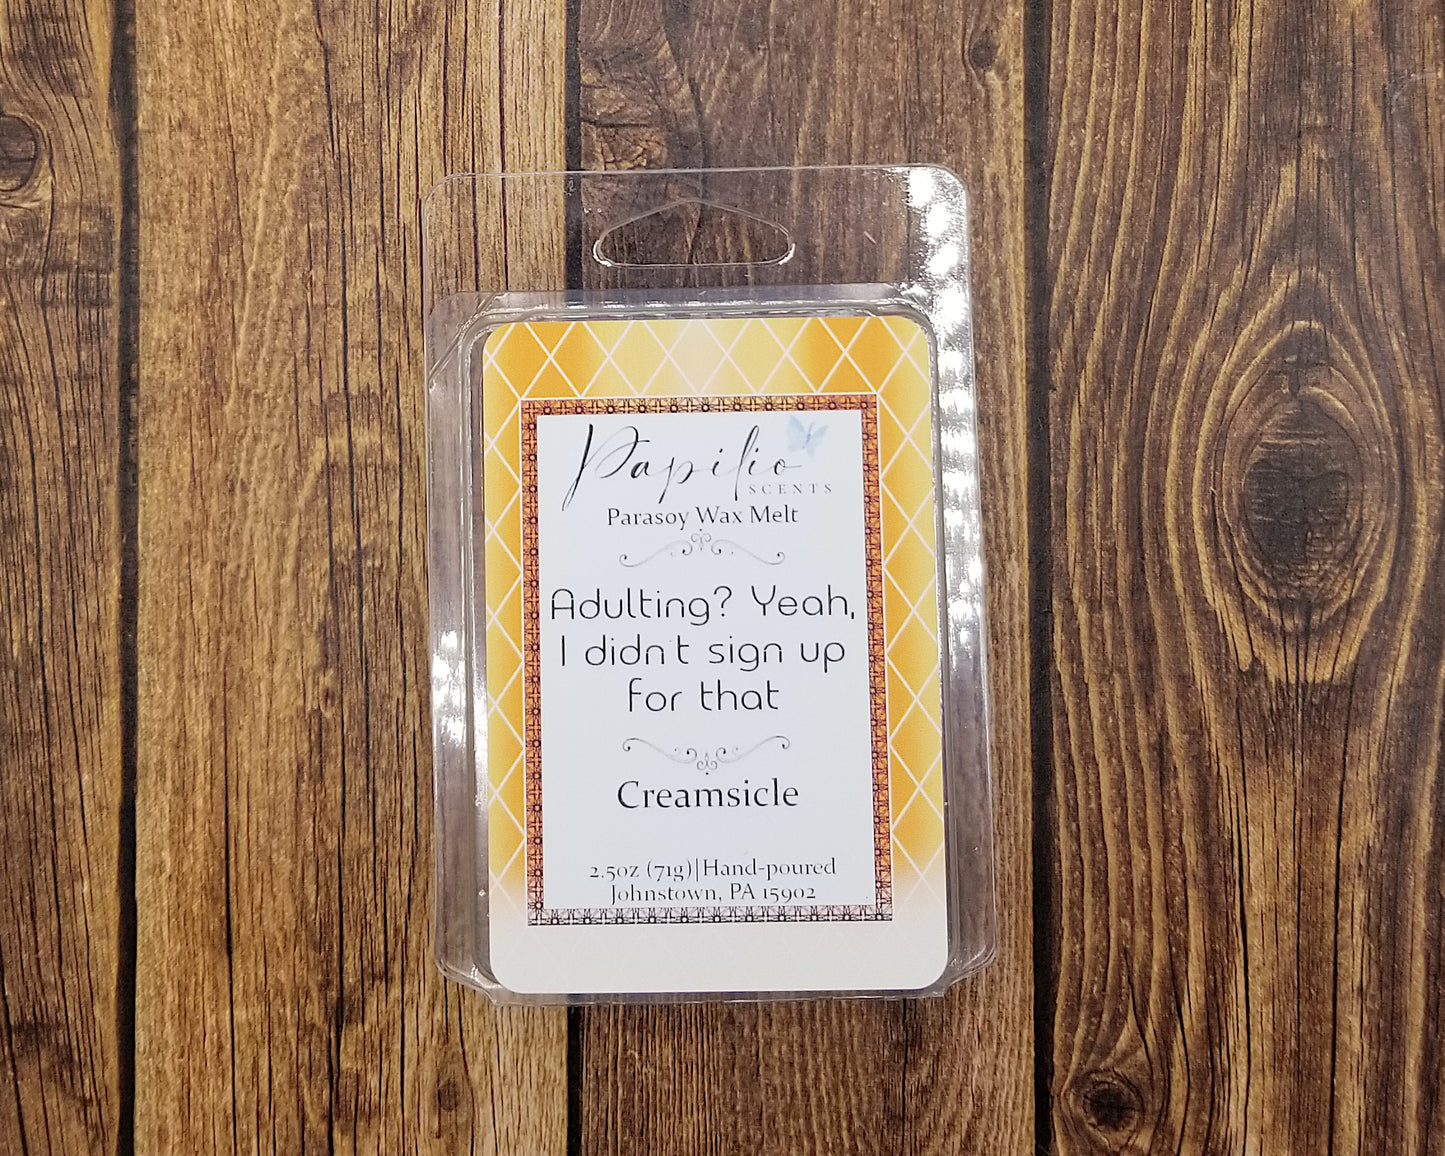 Papilio
SCENTS
Parasoy Wax Melt
Adulting? Yeah,
I didn't sign up
for that
Creamsicle
2.5oz (71g)|Hand-poured
Johnstown, PA 15902